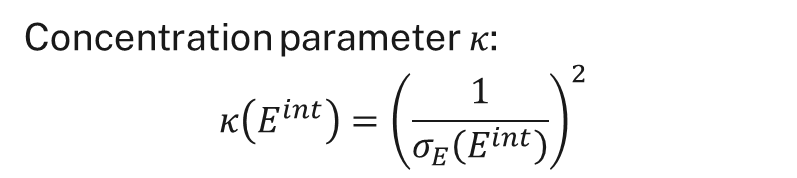 Concentration parameter κ:
κ(E^{int}) = (1 / σ_E(E^{int}))^2